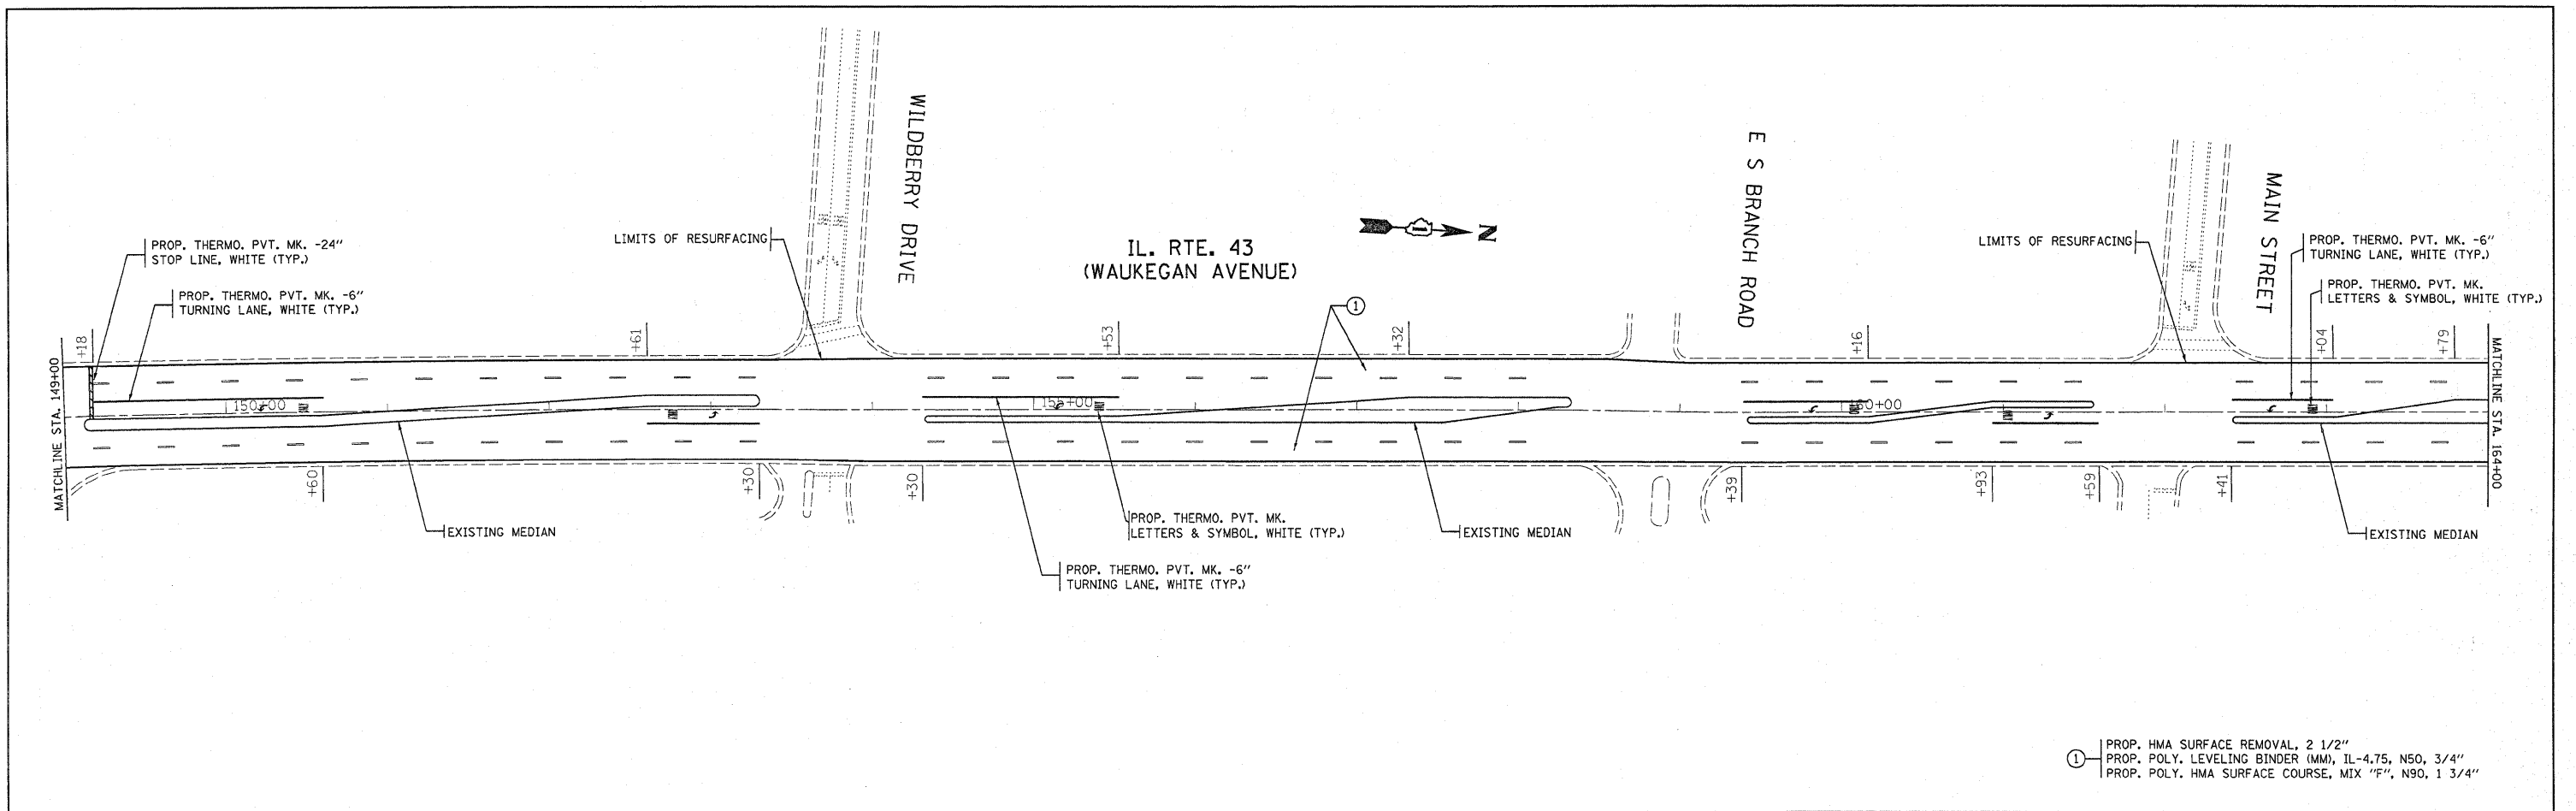 WILDBERRY DRIVE
E S BRANCH ROAD
MAIN STREET
PROP. THERMO. PVT. MK. -24"
STOP LINE, WHITE (TYP.)
LIMITS OF RESURFACING
IL. RTE. 43
(WAUKEGAN AVENUE)
N
LIMITS OF RESURFACING
PROP. THERMO. PVT. MK. -6"
TURNING LANE, WHITE (TYP.)
PROP. THERMO. PVT. MK. -6"
TURNING LANE, WHITE (TYP.)
PROP. THERMO. PVT. MK.
LETTERS & SYMBOL, WHITE (TYP.)
1
+18
+61
+53
+32
+16
+04
+79
MATCHLINE STA. 149+00
150+00
155+00
160+00
MATCHLINE STA. 164+00
+60
+30
+30
+39
+93
+59
+41
EXISTING MEDIAN
PROP. THERMO. PVT. MK.
LETTERS & SYMBOL, WHITE (TYP.)
EXISTING MEDIAN
EXISTING MEDIAN
PROP. THERMO. PVT. MK. -6"
TURNING LANE, WHITE (TYP.)
1
PROP. HMA SURFACE REMOVAL, 2 1/2"
PROP. POLY. LEVELING BINDER (MM), IL-4.75, N50, 3/4"
PROP. POLY. HMA SURFACE COURSE, MIX "F", N90, 1 3/4"